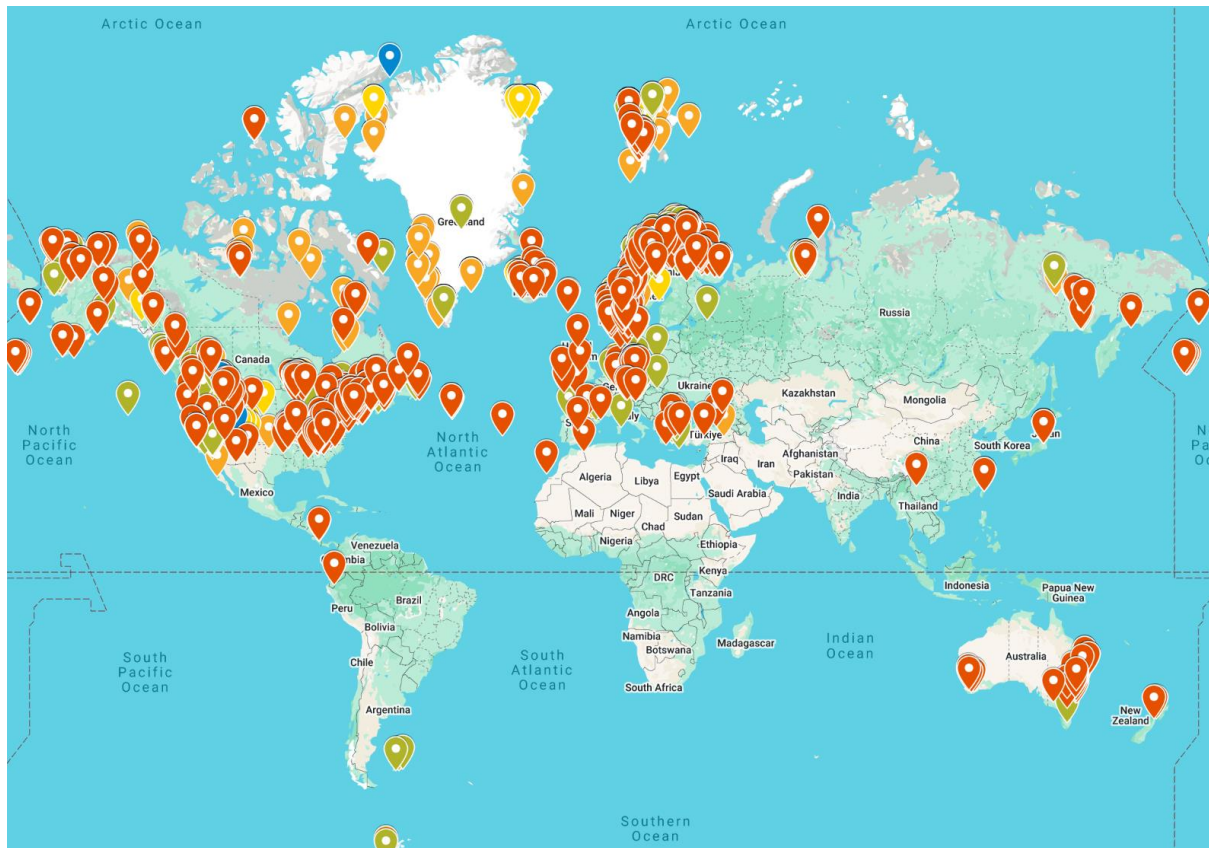 Arctic Ocean
Arctic Ocean
Greenland
Russia
Canada
Ukraine
Kazakhstan
Mongolia
North
Pacific
Ocean
North
Atlantic
Ocean
Türkiye
China
South Korea
Iraq
Iran
Afghanistan
Pakistan
Algeria
Libya
Egypt
Saudi Arabia
India
Mexico
Mali
Niger
Chad
Sudan
Thailand
Nigeria
Ethiopia
Venezuela
DRC
Kenya
Tanzania
Indonesia
Papua New
Guinea
Peru
Brazil
Angola
Bolivia
Namibia
Botswana
Madagascar
Indian
Ocean
Australia
South
Pacific
Ocean
Chile
South
Atlantic
Ocean
South Africa
Argentina
New
Zealand
Southern
Ocean